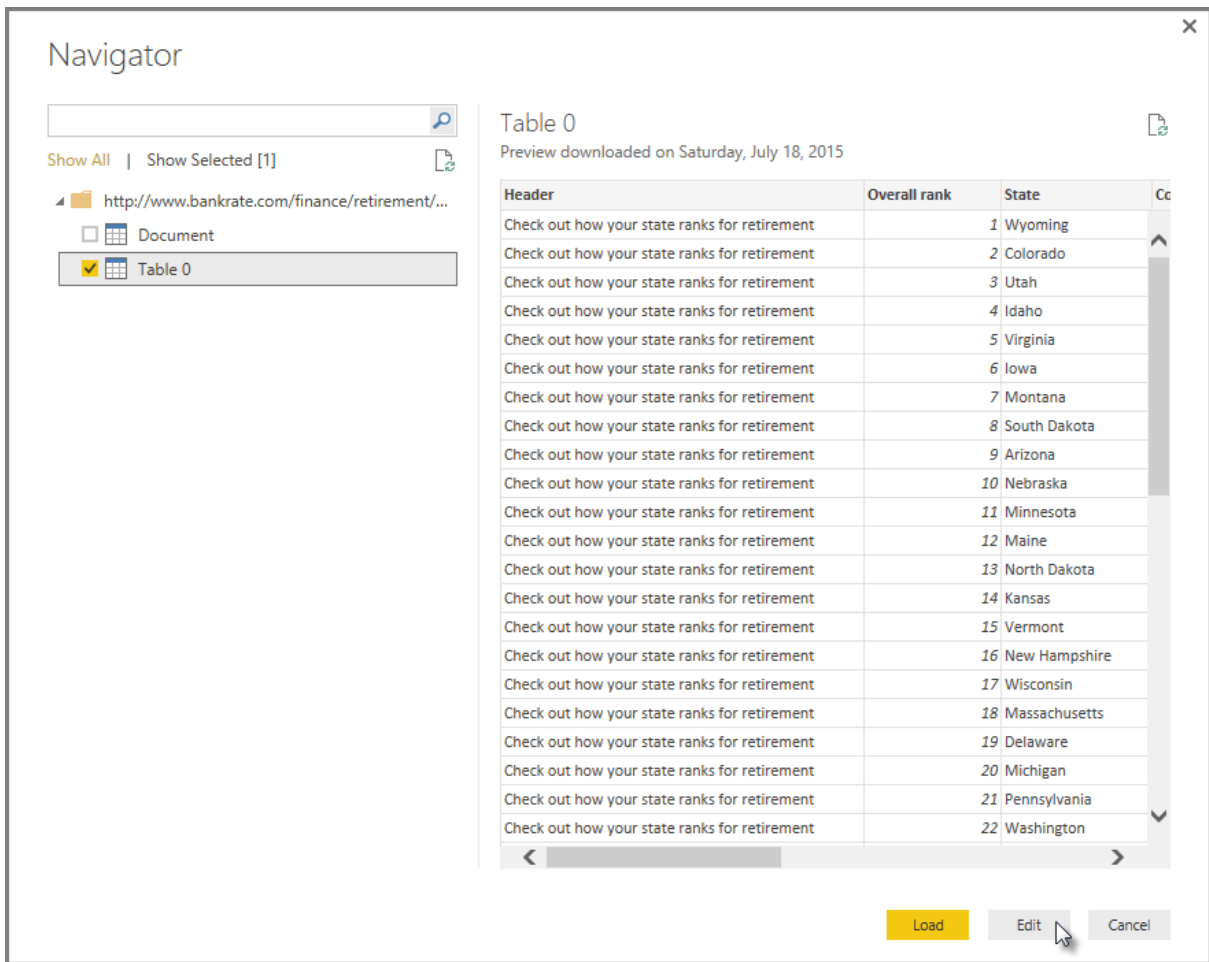 Navigator
Show All | Show Selected [1]
http://www.bankrate.com/finance/retirement/...
Document
Table 0
Table 0
Preview downloaded on Saturday, July 18, 2015
Header Overall rank State Co
Check out how your state ranks for retirement 1 Wyoming
Check out how your state ranks for retirement 2 Colorado
Check out how your state ranks for retirement 3 Utah
Check out how your state ranks for retirement 4 Idaho
Check out how your state ranks for retirement 5 Virginia
Check out how your state ranks for retirement 6 Iowa
Check out how your state ranks for retirement 7 Montana
Check out how your state ranks for retirement 8 South Dakota
Check out how your state ranks for retirement 9 Arizona
Check out how your state ranks for retirement 10 Nebraska
Check out how your state ranks for retirement 11 Minnesota
Check out how your state ranks for retirement 12 Maine
Check out how your state ranks for retirement 13 North Dakota
Check out how your state ranks for retirement 14 Kansas
Check out how your state ranks for retirement 15 Vermont
Check out how your state ranks for retirement 16 New Hampshire
Check out how your state ranks for retirement 17 Wisconsin
Check out how your state ranks for retirement 18 Massachusetts
Check out how your state ranks for retirement 19 Delaware
Check out how your state ranks for retirement 20 Michigan
Check out how your state ranks for retirement 21 Pennsylvania
Check out how your state ranks for retirement 22 Washington
Load Edit Cancel